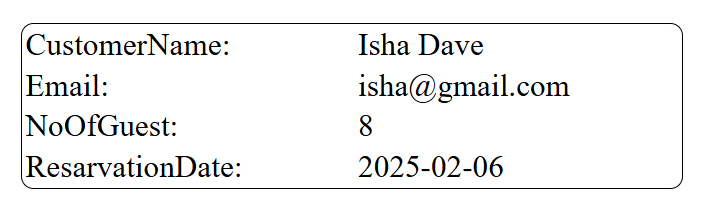 CustomerName: Isha Dave
Email: isha@gmail.com
NoOfGuest: 8
ResarvationDate: 2025-02-06